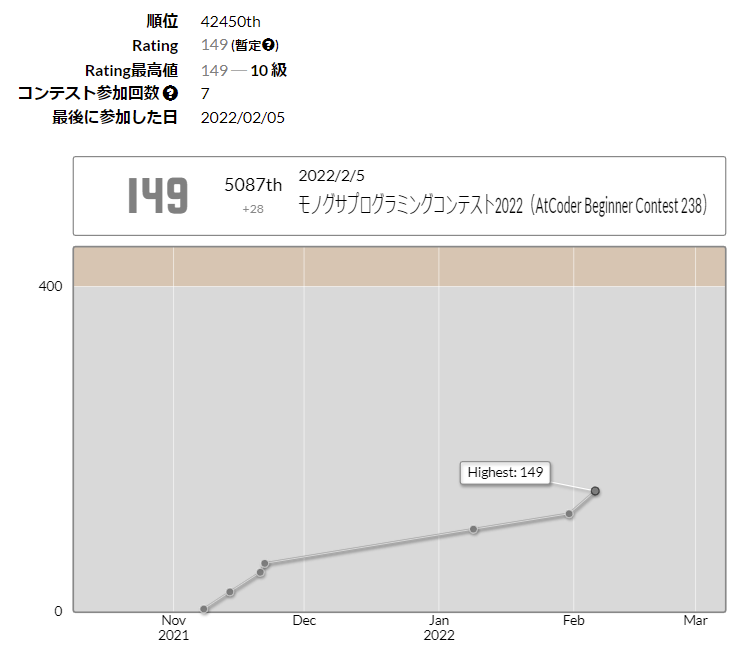 順位 42450th
Rating 149 (暫定?)
Rating最高値 149 ― 10 級
コンテスト参加回数 ? 7
最後に参加した日 2022/02/05
149 5087th +28 2022/2/5
モノグサプログラミングコンテスト2022（AtCoder Beginner Contest 238）
400
Highest: 149
0
Nov Dec Jan Feb Mar
2021 2022